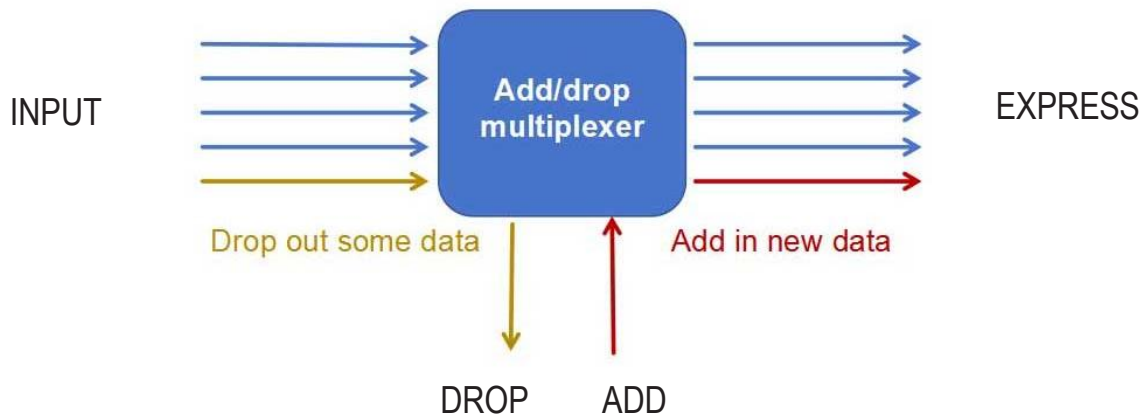 Add/drop
multiplexer
INPUT
EXPRESS
Drop out some data
Add in new data
DROP
ADD